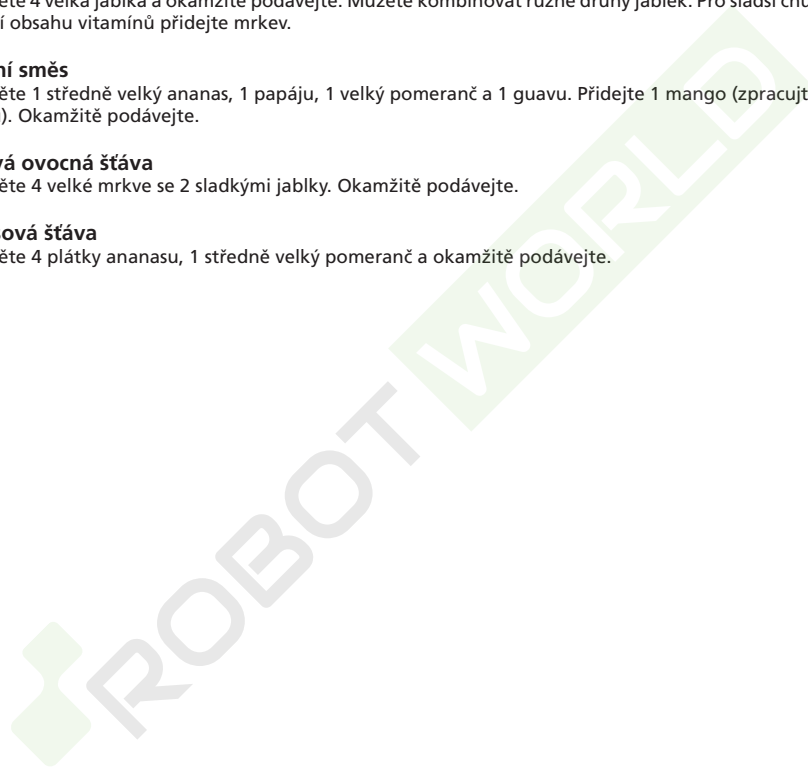 4 velká jablka a okamžitě podávejte. Můžete kombinovat různé druhy jablek. Pro sladší
í obsahu vitamínů přidejte mrkev.
ní směs
ěte 1 středně velký ananas, 1 papáju, 1 velký pomeranč a 1 guavu. Přidejte 1 mango (zpracujt
). Okamžitě podávejte.
vá ovocná šťáva
ěte 4 velké mrkve se 2 sladkými jablky. Okamžitě podávejte.
sová šťáva
ěte 4 plátky ananasu, 1 středně velký pomeranč a okamžitě podávejte.
ROBOT WORLD